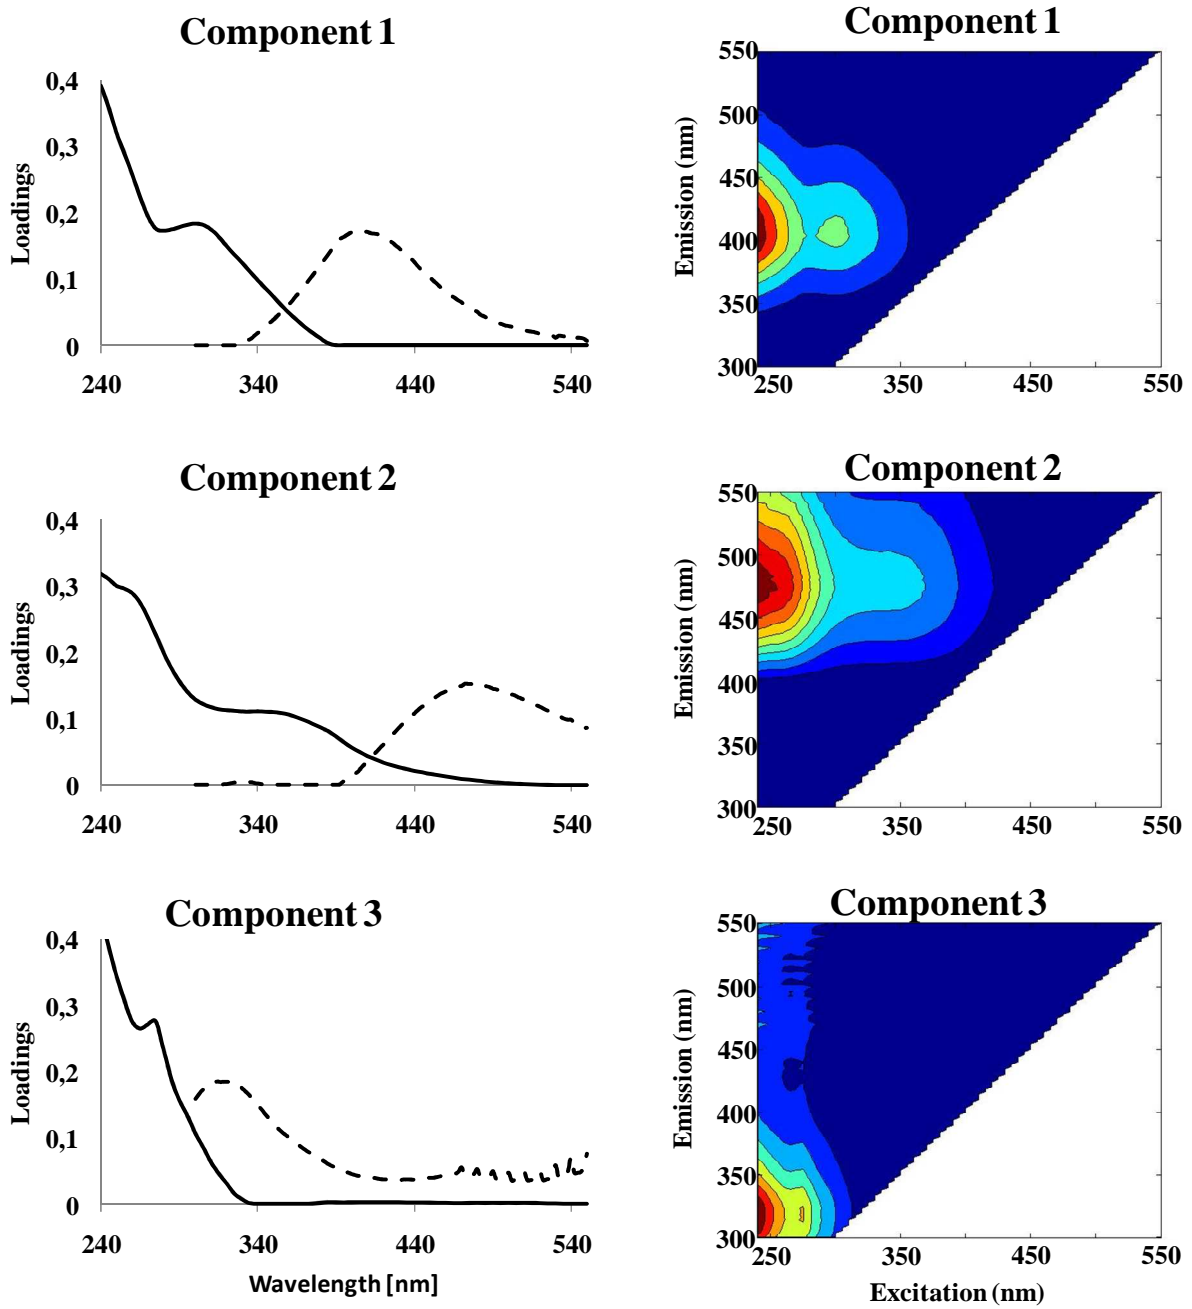 Component 1
0,4
0,3
0,2
0,1
0
Loadings
240 340 440 540
Component 1
550
500
450
400
350
300
Emission (nm)
250 350 450 550
Component 2
0,4
0,3
0,2
0,1
0
Loadings
240 340 440 540
Component 2
550
500
450
400
350
300
Emission (nm)
250 350 450 550
Component 3
0,4
0,3
0,2
0,1
0
Loadings
240 340 440 540
Wavelength [nm]
Component 3
550
500
450
400
350
300
Emission (nm)
250 350 450 550
Excitation (nm)